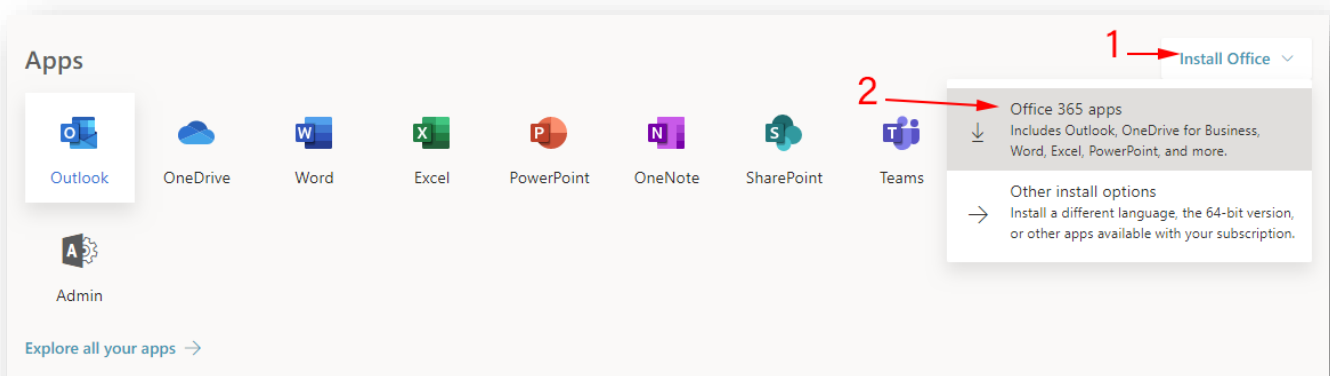 Apps
1
Install Office
2
Office 365 apps
Includes Outlook, OneDrive for Business,
Word, Excel, PowerPoint, and more.
Outlook
OneDrive
Word
Excel
PowerPoint
OneNote
SharePoint
Teams
Other install options
Install a different language, the 64-bit version,
or other apps available with your subscription.
Admin
Explore all your apps